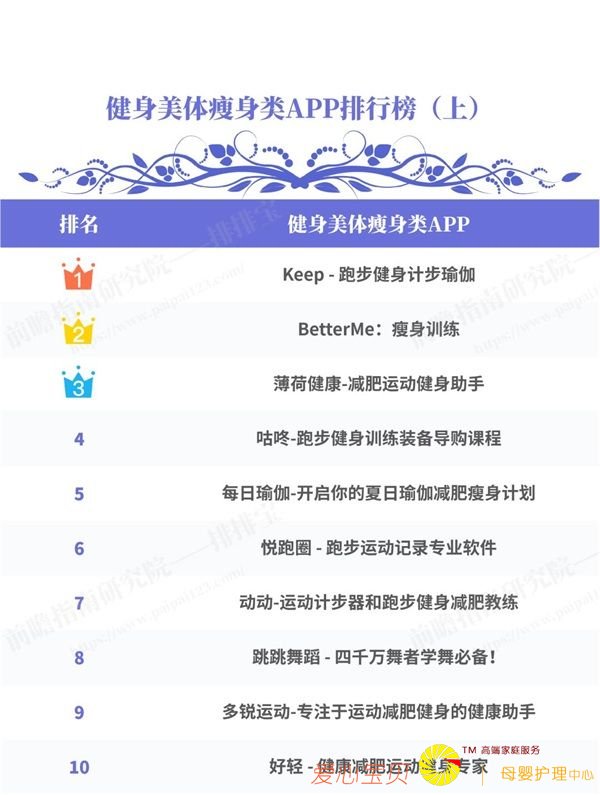 健身美体瘦身类APP排行榜（上）
排名 健身美体瘦身类APP
1 Keep - 跑步健身计步瑜伽
2 BetterMe：瘦身训练
3 薄荷健康-减肥运动健身助手
4 咕咚-跑步健身训练装备导购课程
5 每日瑜伽-开启你的夏日瑜伽减肥瘦身计划
6 悦跑圈 - 跑步运动记录专业软件
7 动动-运动计步器和跑步健身减肥教练
8 跳跳舞蹈 - 四千万舞者学舞必备！
9 多锐运动-专注于运动减肥健身的健康助手
10 好轻 - 健康减肥运动健身专家
前瞻指南研究院——排排宝
https://www.paipai123.com/
TM 高端家庭服务
爱心宝贝 | 母婴护理中心